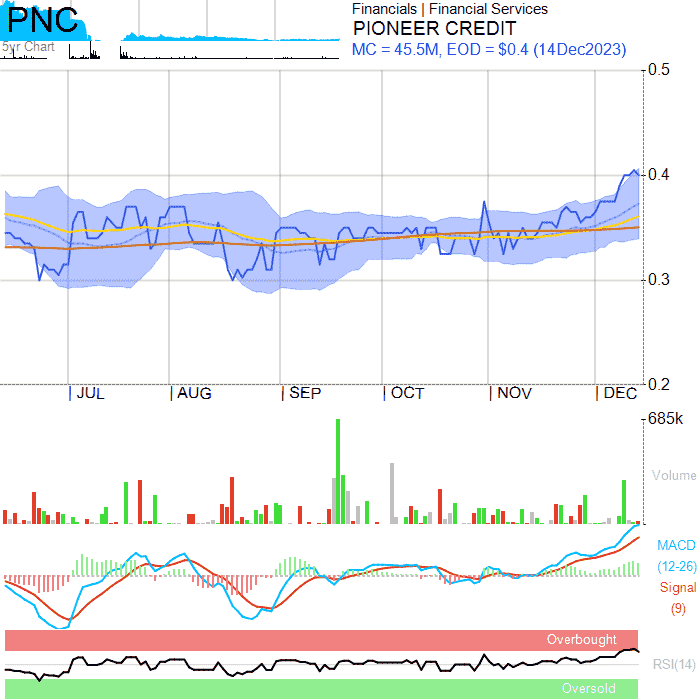 PNC
5yr Chart
Financials | Financial Services
PIONEER CREDIT
MC = 45.5M, EOD = $0.4 (14Dec2023)
0.5
0.4
0.3
0.2
| JUL | AUG | SEP | OCT | NOV | DEC
685k
Volume
MACD
(12-26)
Signal
(9)
Overbought
RSI(14)
Oversold